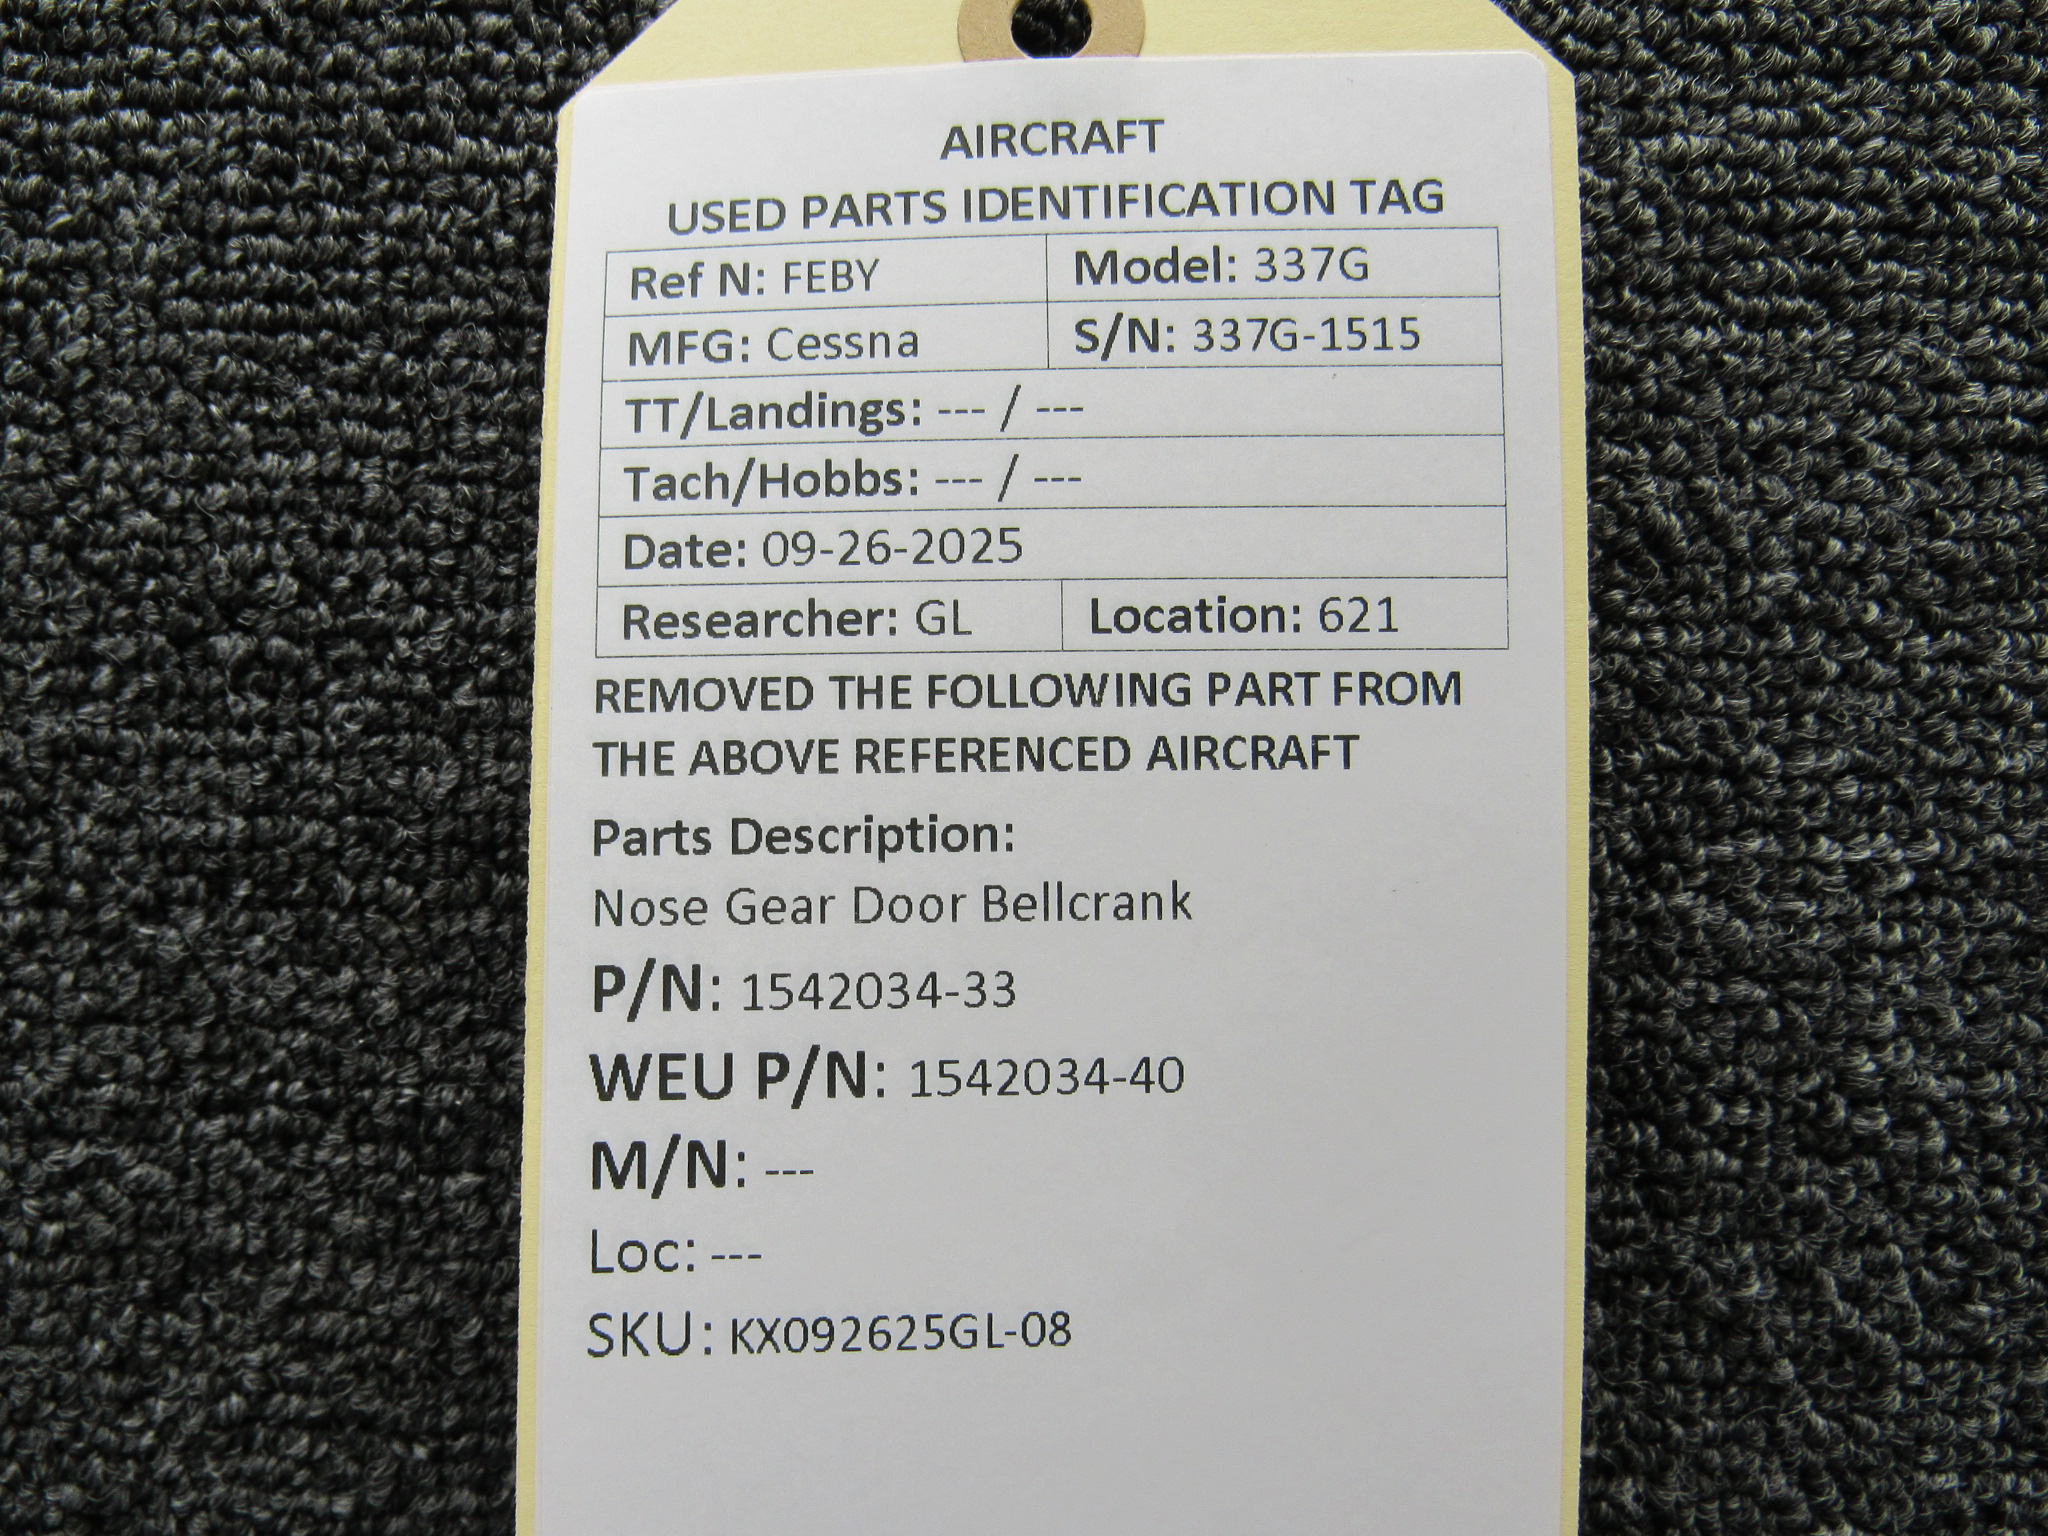 AIRCRAFT
USED PARTS IDENTIFICATION TAG
Ref N: FEBY Model: 337G
MFG: Cessna S/N: 337G-1515
TT/Landings: --- / ---
Tach/Hobbs: --- / ---
Date: 09-26-2025
Researcher: GL Location: 621
REMOVED THE FOLLOWING PART FROM
THE ABOVE REFERENCED AIRCRAFT
Parts Description:
Nose Gear Door Bellcrank
P/N: 1542034-33
WEU P/N: 1542034-40
M/N: ---
Loc: ---
SKU: KX092625GL-08